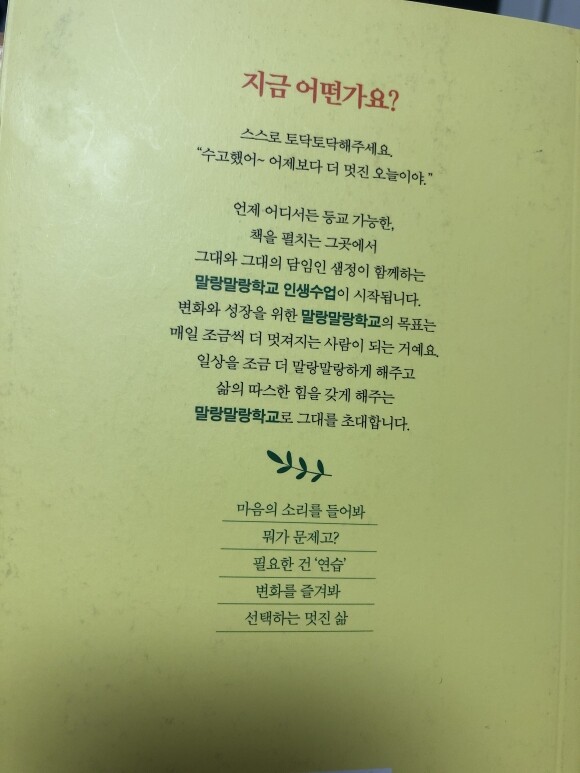 지금 어떤가요?
스스로 토닥토닥해주세요.
“수고했어~ 어제보다 더 멋진 오늘이야.”
언제 어디서든 등교 가능한,
책을 펼치는 그곳에서
그대와 그대의 담임인 샘정이 함께하는
말랑말랑학교 인생수업이 시작됩니다.
변화와 성장을 위한 말랑말랑학교의 목표는
매일 조금씩 더 멋져지는 사람이 되는 거예요.
일상을 조금 더 말랑말랑하게 해주고
삶의 따스한 힘을 갖게 해주는
말랑말랑학교로 그대를 초대합니다.
마음의 소리를 들어봐
뭐가 문제고?
필요한 건 ‘연습’
변화를 즐겨봐
선택하는 멋진 삶